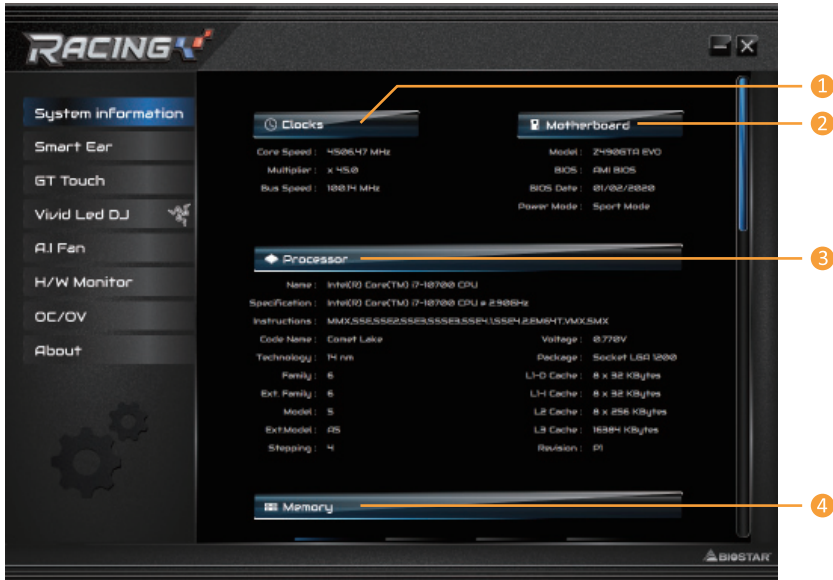 RACING
System information
Smart Ear
GT Touch
Vivid Led DJ
A.I Fan
H/W Monitor
OC/OV
About
Clocks
Core Speed : 4506.47 MHz
Multiplier : x 45.0
Bus Speed : 100.14 MHz
Motherboard
Model : Z490GTA EVO
BIOS : AMI BIOS
BIOS Date : 01/02/2020
Power Mode : Sport Mode
Processor
Name : Intel(R) Core(TM) i7-10700 CPU
Specification : Intel(R) Core(TM) i7-10700 CPU @ 2.90GHz
Instructions : MMX,SSE,SSE2,SSE3,SSSE3,SSE4.1,SSE4.2,EM64T,VMX,SMX
Code Name : Comet Lake
Technology : 14 nm
Family : 6
Ext. Family : 6
Model : 5
Ext.Model : A5
Stepping : 4
Voltage : 0.770V
Package : Socket LGA 1200
L1-D Cache : 8 x 32 KBytes
L1-I Cache : 8 x 32 KBytes
L2 Cache : 8 x 256 KBytes
L3 Cache : 16384 KBytes
Revision : P1
Memory
BIOSTAR
1
2
3
4